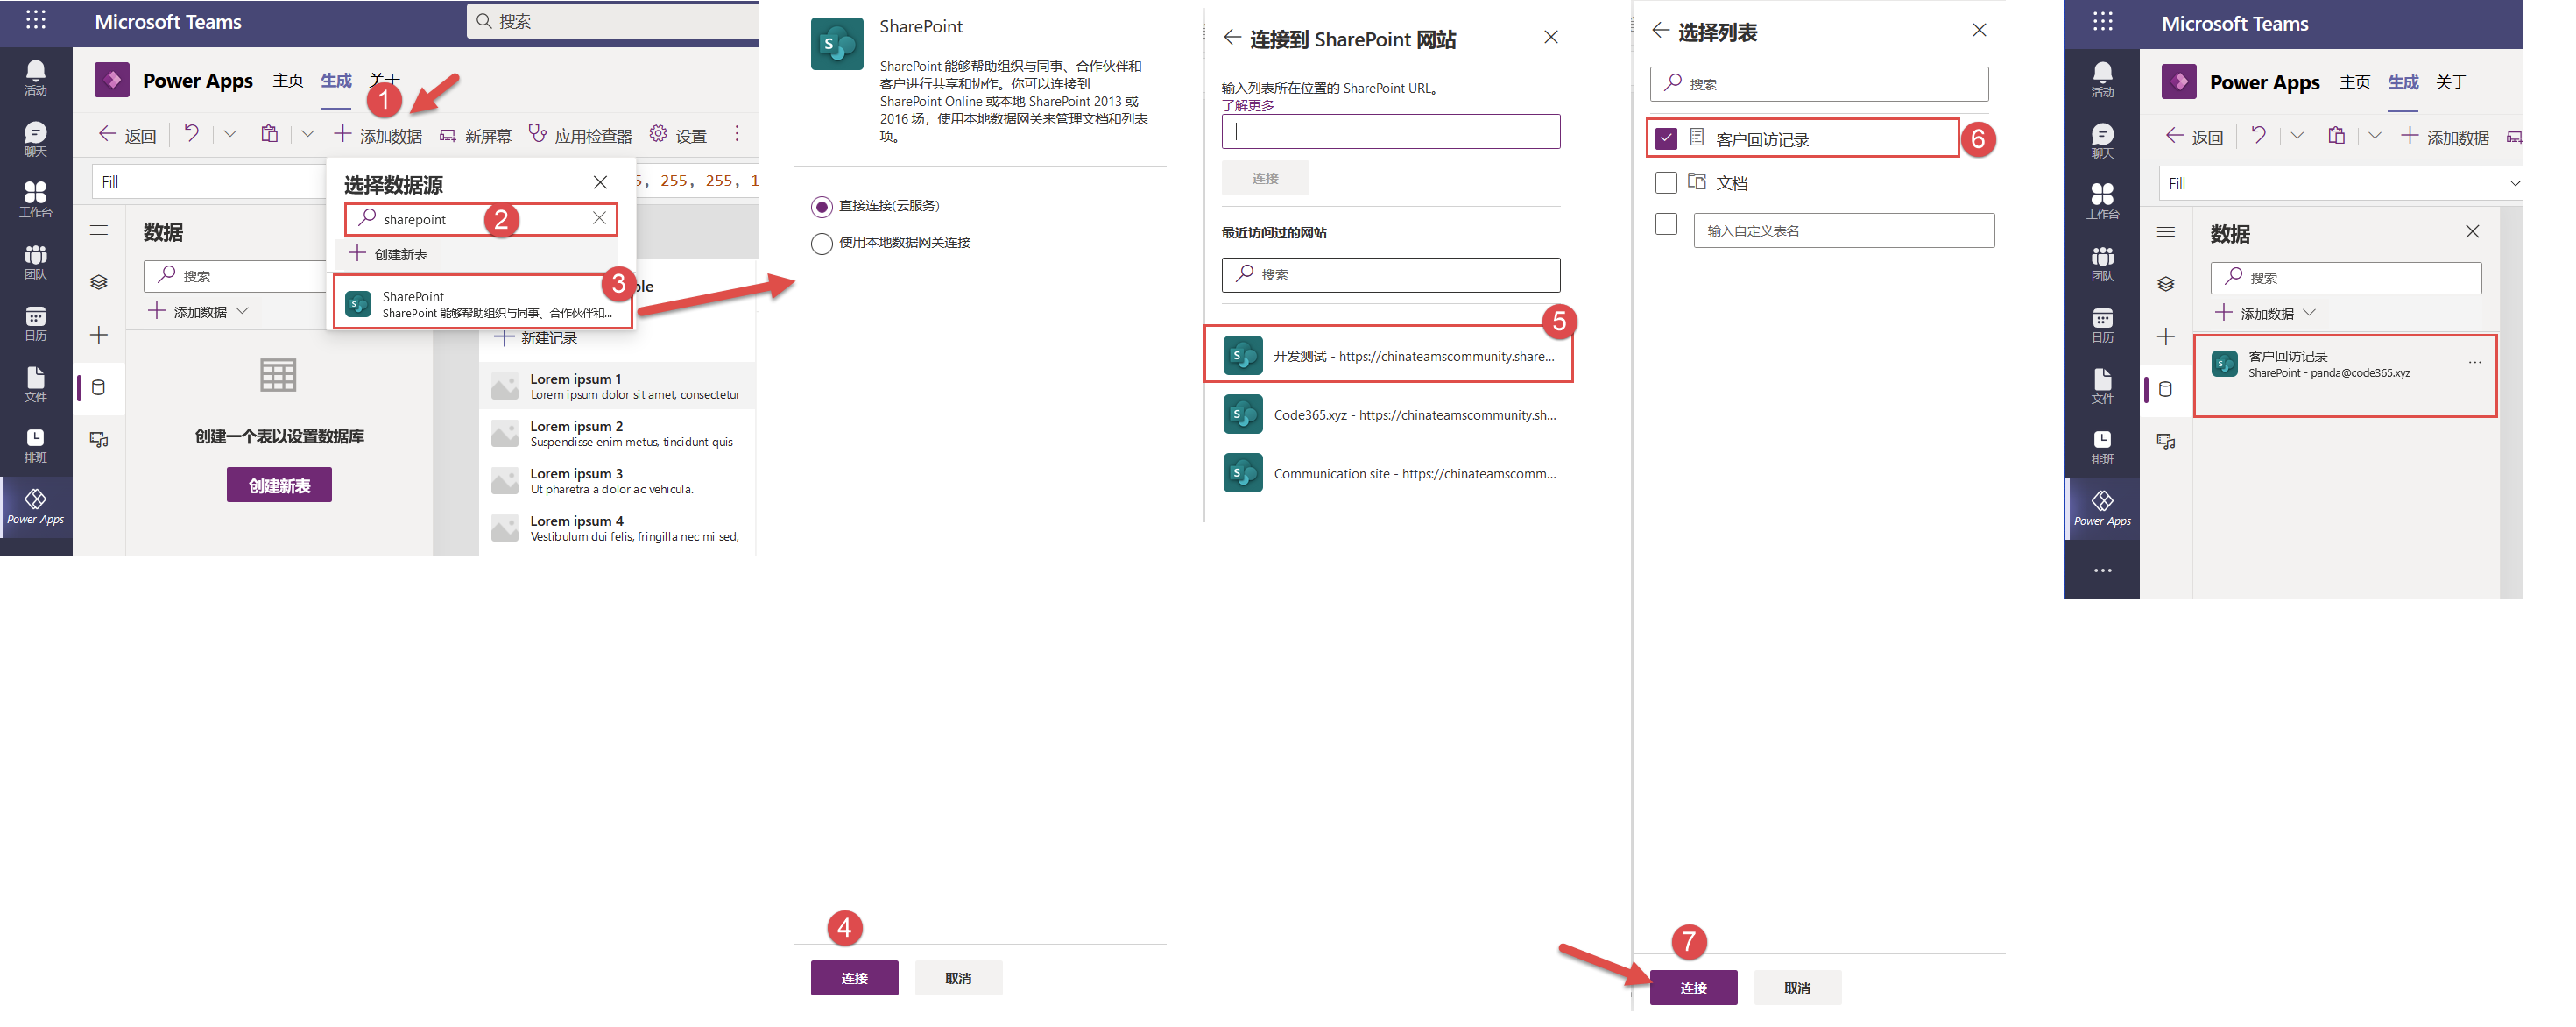 Microsoft Teams
搜索
活动
聊天
工作台
团队
日历
文件
排班
Power Apps
Power Apps 主页 生成 关于
1
返回 添加数据 新屏幕 应用检查器 设置
Fill
5, 255, 255, 1
选择数据源
sharepoint
2
创建新表
3
SharePoint
SharePoint 能够帮助组织与同事、合作伙伴和...
数据
搜索
添加数据
创建一个表以设置数据库
创建新表
ble
新建记录
Lorem ipsum 1
Lorem ipsum dolor sit amet, consectetur
Lorem ipsum 2
Suspendisse enim metus, tincidunt quis
Lorem ipsum 3
Ut pharetra a dolor ac vehicula.
Lorem ipsum 4
Vestibulum dui felis, fringilla nec mi sed,
SharePoint
SharePoint 能够帮助组织与同事、合作伙伴和
客户进行共享和协作。你可以连接到
SharePoint Online 或本地 SharePoint 2013 或
2016 场，使用本地数据网关来管理文档和列表
项。
直接连接(云服务)
使用本地数据网关连接
4
连接 取消
连接到 SharePoint 网站
输入列表所在位置的 SharePoint URL。
了解更多
连接
最近访问过的网站
搜索
5
开发测试 - https://chinateamscommunity.share...
Code365.xyz - https://chinateamscommunity.sh...
Communication site - https://chinateamscomm...
选择列表
搜索
客户回访记录
6
文档
输入自定义表名
7
连接 取消
Microsoft Teams
活动
聊天
工作台
团队
日历
文件
排班
Power Apps
Power Apps 主页 生成 关于
返回 添加数据
Fill
数据
搜索
添加数据
客户回访记录
SharePoint - panda@code365.xyz